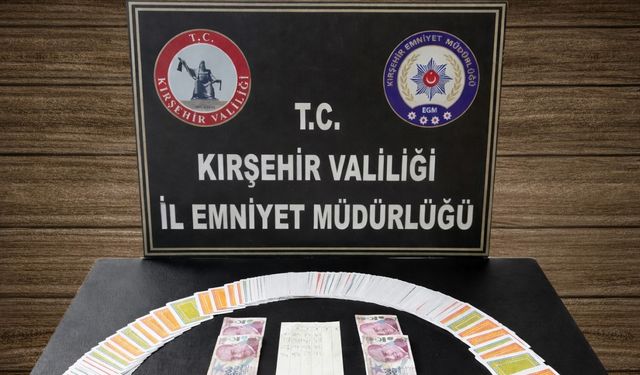 T.C.
KIRŞEHİR VALİLİĞİ
KIRŞEHİR EMNİYET MÜDÜRLÜĞÜ
EGM
T.C.
KIRŞEHİR VALİLİĞİ
İL EMNİYET MÜDÜRLÜĞÜ